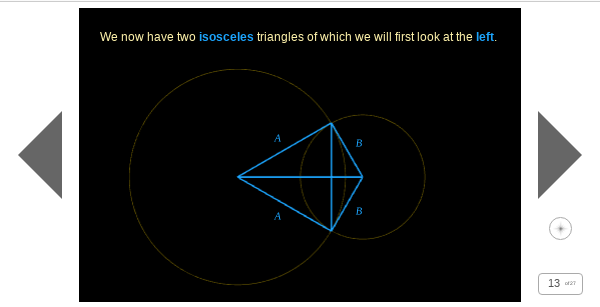 We now have two isosceles triangles of which we will first look at the left.
A
B
A
B
13 of 27